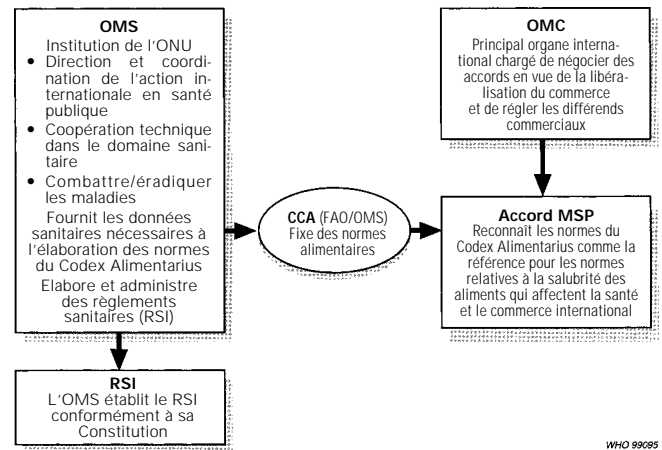 OMS
Institution de l'ONU
• Direction et coordi-
nation de l'action in-
ternationale en santé
publique
• Coopération technique
dans le domaine sani-
taire
• Combattre/éradiquer
les maladies
Fournit les données
sanitaires nécessaires à
l'élaboration des normes
du Codex Alimentarius
Elabore et administre
des règlements
sanitaires (RSI)
RSI
L'OMS établit le RSI
conformément à sa
Constitution
CCA (FAO/OMS)
Fixe des normes
alimentaires
OMC
Principal organe interna-
tional chargé de négocier des
accords en vue de la libéra-
lisation du commerce
et de régler les différends
commerciaux
Accord MSP
Reconnaît les normes du
Codex Alimentarius comme la
référence pour les normes
relatives à la salubrité des
aliments qui affectent la santé
et le commerce international
WHO 99095